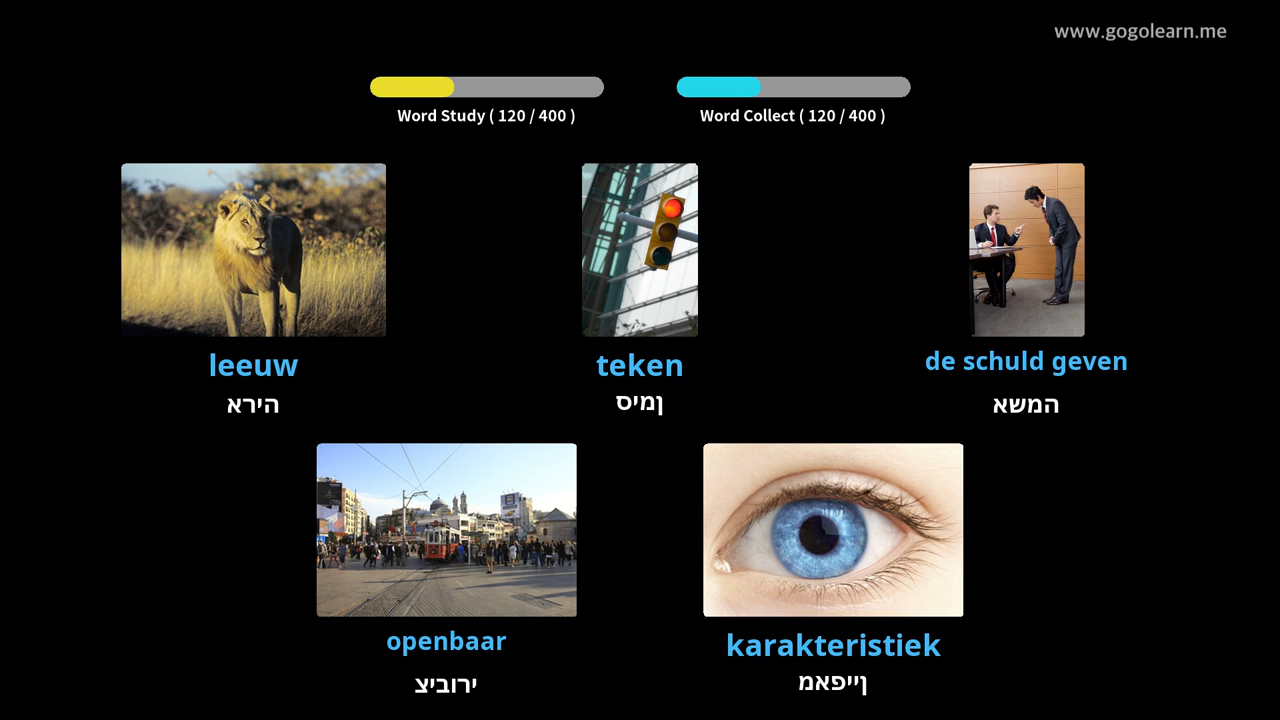 www.gogolearn.me
Word Study ( 120 / 400 )
Word Collect ( 120 / 400 )
leeuw
אריה
teken
סימן
de schuld geven
אשמה
openbaar
ציבורי
karakteristiek
מאפיין